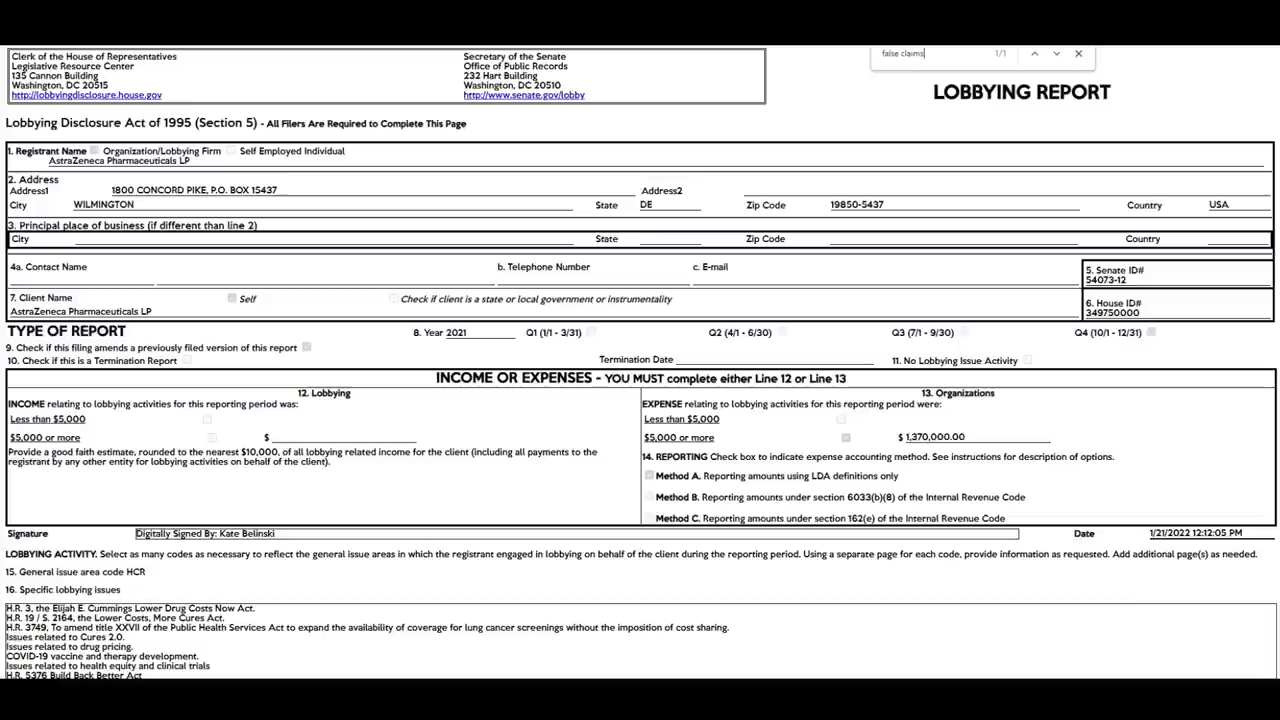 Clerk of the House of Representatives
Legislative Resource Center
135 Cannon Building
Washington, DC 20515
http://lobbyingdisclosure.house.gov
Secretary of the Senate
Office of Public Records
232 Hart Building
Washington, DC 20510
http://www.senate.gov/lobby
false claims 1/1
LOBBYING REPORT
Lobbying Disclosure Act of 1995 (Section 5) - All Filers Are Required to Complete This Page
1. Registrant Name Organization/Lobbying Firm Self Employed Individual
AstraZeneca Pharmaceuticals LP
2. Address
Address1 1800 CONCORD PIKE, P.O. BOX 15437 Address2
City WILMINGTON State DE Zip Code 19850-5437 Country USA
3. Principal place of business (if different than line 2)
City State Zip Code Country
4a. Contact Name b. Telephone Number c. E-mail
5. Senate ID#
54073-12
7. Client Name Self Check if client is a state or local government or instrumentality
AstraZeneca Pharmaceuticals LP
6. House ID#
349750000
TYPE OF REPORT 8. Year 2021 Q1 (1/1 - 3/31) Q2 (4/1 - 6/30) Q3 (7/1 - 9/30) Q4 (10/1 - 12/31)
9. Check if this filing amends a previously filed version of this report
10. Check if this is a Termination Report Termination Date 11. No Lobbying Issue Activity
INCOME OR EXPENSES - YOU MUST complete either Line 12 or Line 13
12. Lobbying
INCOME relating to lobbying activities for this reporting period was:
Less than $5,000
$5,000 or more $
Provide a good faith estimate, rounded to the nearest $10,000, of all lobbying related income for the client (including all payments to the
registrant by any other entity for lobbying activities on behalf of the client).
13. Organizations
EXPENSE relating to lobbying activities for this reporting period were:
Less than $5,000
$5,000 or more $ 1,370,000.00
14. REPORTING Check box to indicate expense accounting method. See instructions for description of options.
Method A. Reporting amounts using LDA definitions only
Method B. Reporting amounts under section 6033(b)(8) of the Internal Revenue Code
Method C. Reporting amounts under section 162(e) of the Internal Revenue Code
Signature Digitally Signed By: Kate Belinski Date 1/21/2022 12:12:05 PM
LOBBYING ACTIVITY. Select as many codes as necessary to reflect the general issue areas in which the registrant engaged in lobbying on behalf of the client during the reporting period. Using a separate page for each code, provide information as requested. Add additional page(s) as needed.
15. General issue area code HCR
16. Specific lobbying issues
H.R. 3, the Elijah E. Cummings Lower Drug Costs Now Act.
H.R. 19 / S. 2164, the Lower Costs, More Cures Act.
H.R. 3749, To amend title XXVII of the Public Health Services Act to expand the availability of coverage for lung cancer screenings without the imposition of cost sharing.
Issues related to Cures 2.0.
Issues related to drug pricing.
COVID-19 vaccine and therapy development.
Issues related to health equity and clinical trials
H.R. 5376 Build Back Better Act